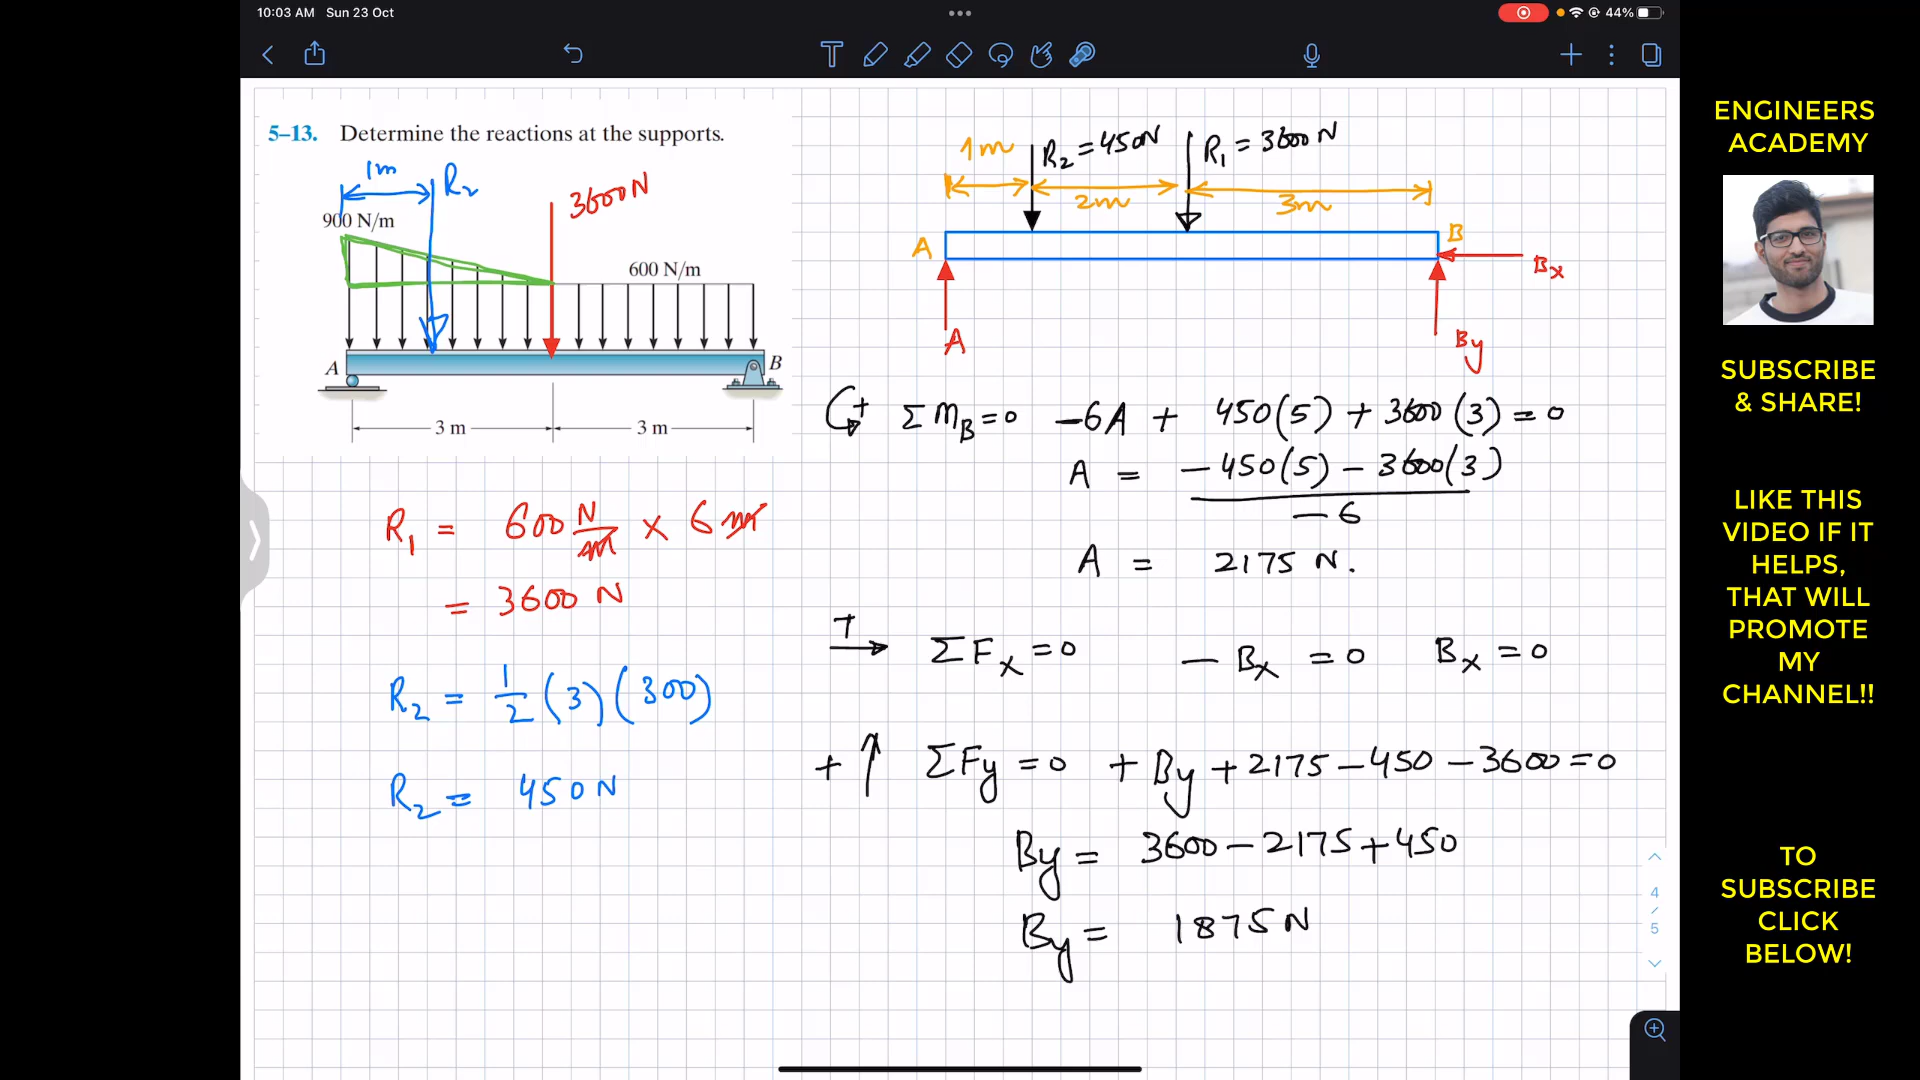 10:03 AM Sun 23 Oct
44%
5–13. Determine the reactions at the supports.
1m
R2
3600N
900 N/m
600 N/m
A
B
3 m
3 m
R1 = 600 N/m × 6 m
= 3600 N
R2 = 1/2 (3)(300)
R2 = 450N
1m
R2 = 450N
R1 = 3600 N
2m
3m
A
B
Bx
A
By
+ ΣMB=0 −6A + 450(5) + 3600(3) = 0
A = −450(5) − 3600(3)
−6
A = 2175 N.
+ ΣFx = 0 − Bx = 0 Bx = 0
+ ΣFy = 0 + By + 2175 − 450 − 3600 = 0
By = 3600 − 2175 + 450
By = 1875 N
4
5
ENGINEERS
ACADEMY
SUBSCRIBE
& SHARE!
LIKE THIS
VIDEO IF IT
HELPS,
THAT WILL
PROMOTE
MY
CHANNEL!!
TO
SUBSCRIBE
CLICK
BELOW!